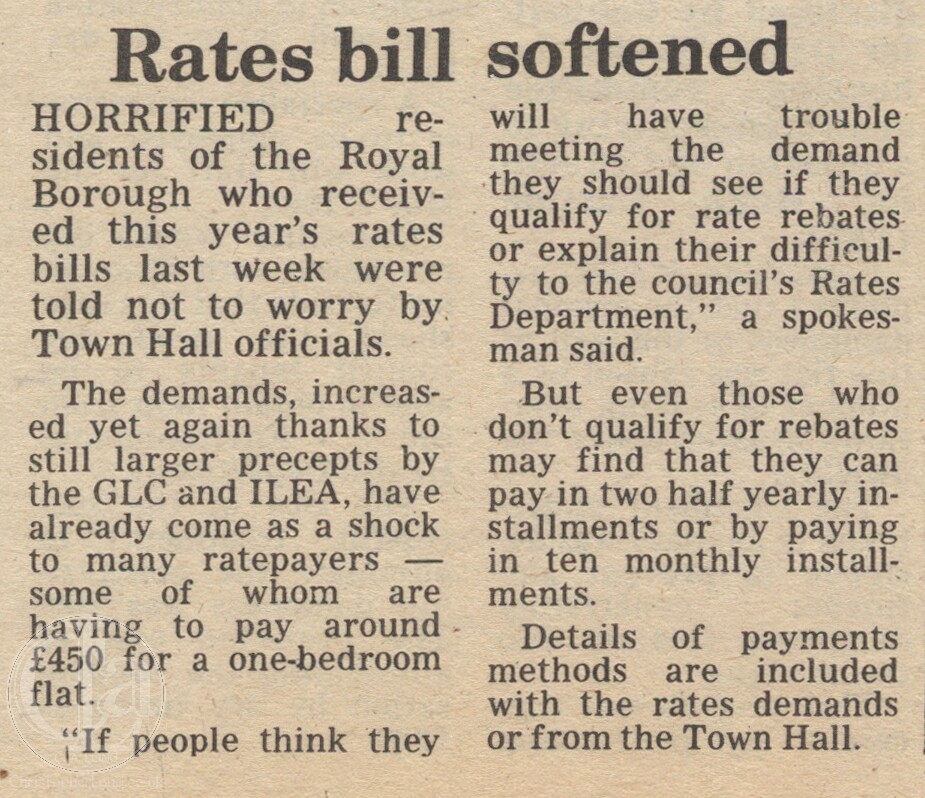 Rates bill softened
HORRIFIED re-
sidents of the Royal
Borough who receiv-
ed this year's rates
bills last week were
told not to worry by
Town Hall officials.
The demands, increas-
ed yet again thanks to
still larger precepts by
the GLC and ILEA, have
already come as a shock
to many ratepayers —
some of whom are
having to pay around
£450 for a one-bedroom
flat.
"If people think they
will have trouble
meeting the demand
they should see if they
qualify for rate rebates
or explain their difficul-
ty to the council's Rates
Department," a spokes-
man said.
But even those who
don't qualify for rebates
may find that they can
pay in two half yearly in-
stallments or by paying
in ten monthly install-
ments.
Details of payments
methods are included
with the rates demands
or from the Town Hall.